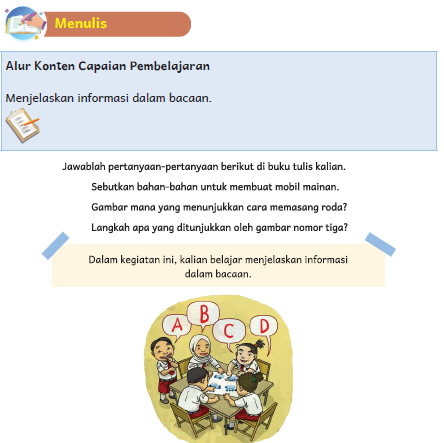 Menulis
Alur Konten Capaian Pembelajaran
Menjelaskan informasi dalam bacaan.
Jawablah pertanyaan-pertanyaan berikut di buku tulis kalian.
Sebutkan bahan-bahan untuk membuat mobil mainan.
Gambar mana yang menunjukkan cara memasang roda?
Langkah apa yang ditunjukkan oleh gambar nomor tiga?
Dalam kegiatan ini, kalian belajar menjelaskan informasi
dalam bacaan.
A B C D